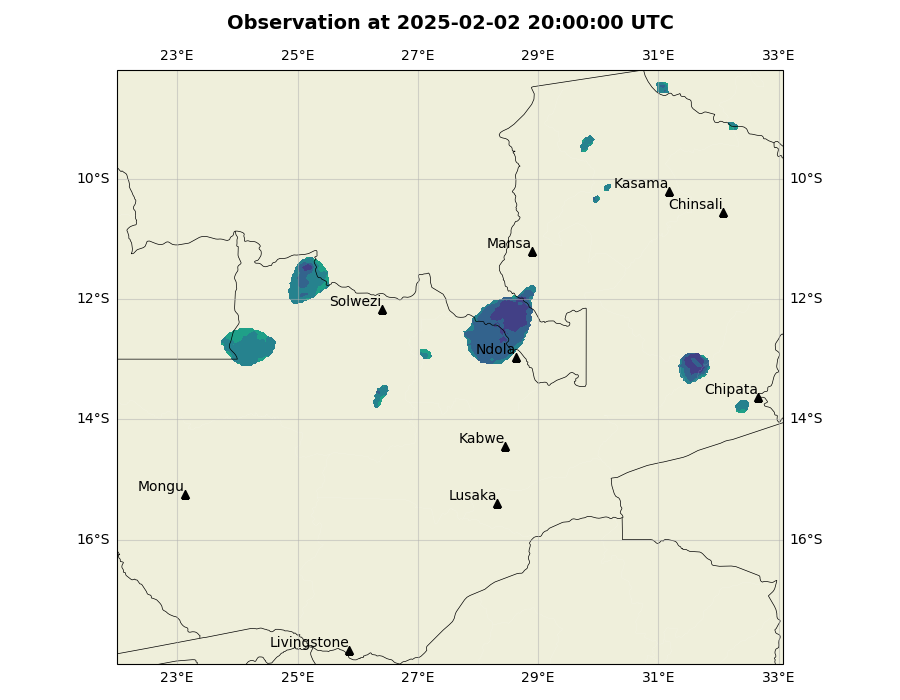 Observation at 2025-02-02 20:00:00 UTC
23°E 25°E 27°E 29°E 31°E 33°E
10°S 10°S
Kasama
Chinsali
Mansa
12°S 12°S
Solwezi
Ndola
Chipata
14°S 14°S
Kabwe
Mongu
Lusaka
16°S 16°S
Livingstone
23°E 25°E 27°E 29°E 31°E 33°E